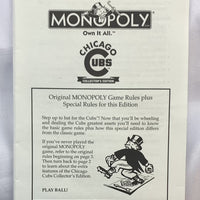 MONOPOLY
Own It All.™
CHICAGO
CUBS
COLLECTOR'S EDITION
Original MONOPOLY Game Rules plus
Special Rules for this Edition
Step up to bat for the Cubs! Now that you'll be wheeling
and dealing the Cubs greatest assets you'll need to know
the basic game rules plus how this special edition differs
from the classic game.
If you've never played the
original MONOPOLY
game, refer to the original
rules beginning on page 3.
Then turn back to page 2
to learn about the extra
features of the Chicago
Cubs Collector's Edition.
PLAY BALL!